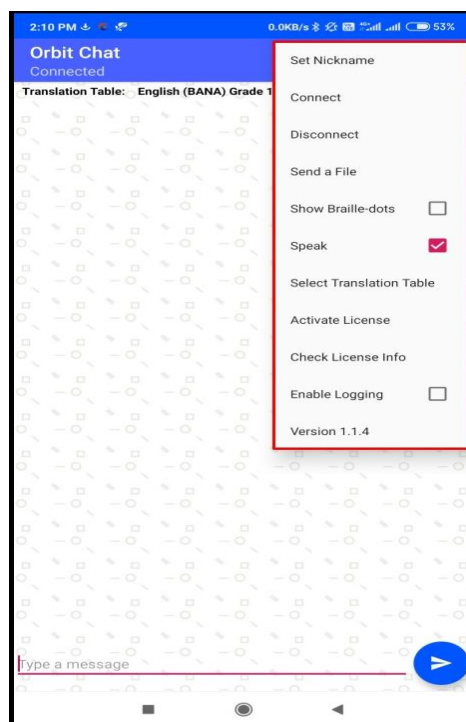 2:10 PM 0.0KB/s 53%
Orbit Chat
Connected
Translation Table: English (BANA) Grade 1
Set Nickname
Connect
Disconnect
Send a File
Show Braille-dots
Speak
Select Translation Table
Activate License
Check License Info
Enable Logging
Version 1.1.4
Type a message